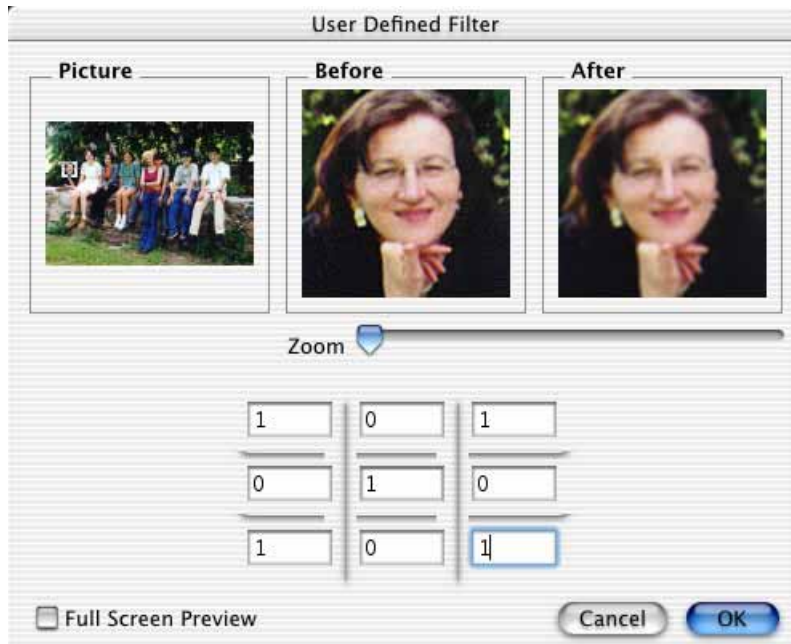 User Defined Filter
Picture Before After
Zoom
1 0 1
0 1 0
1 0 1
Full Screen Preview Cancel OK